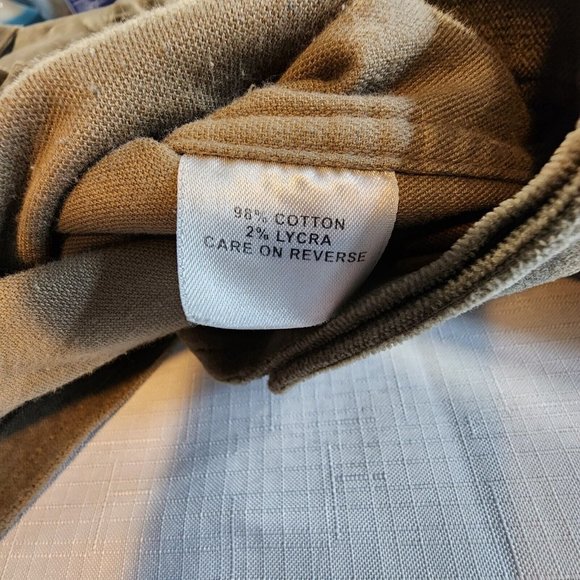 98% COTTON
2% LYCRA
CARE ON REVERSE